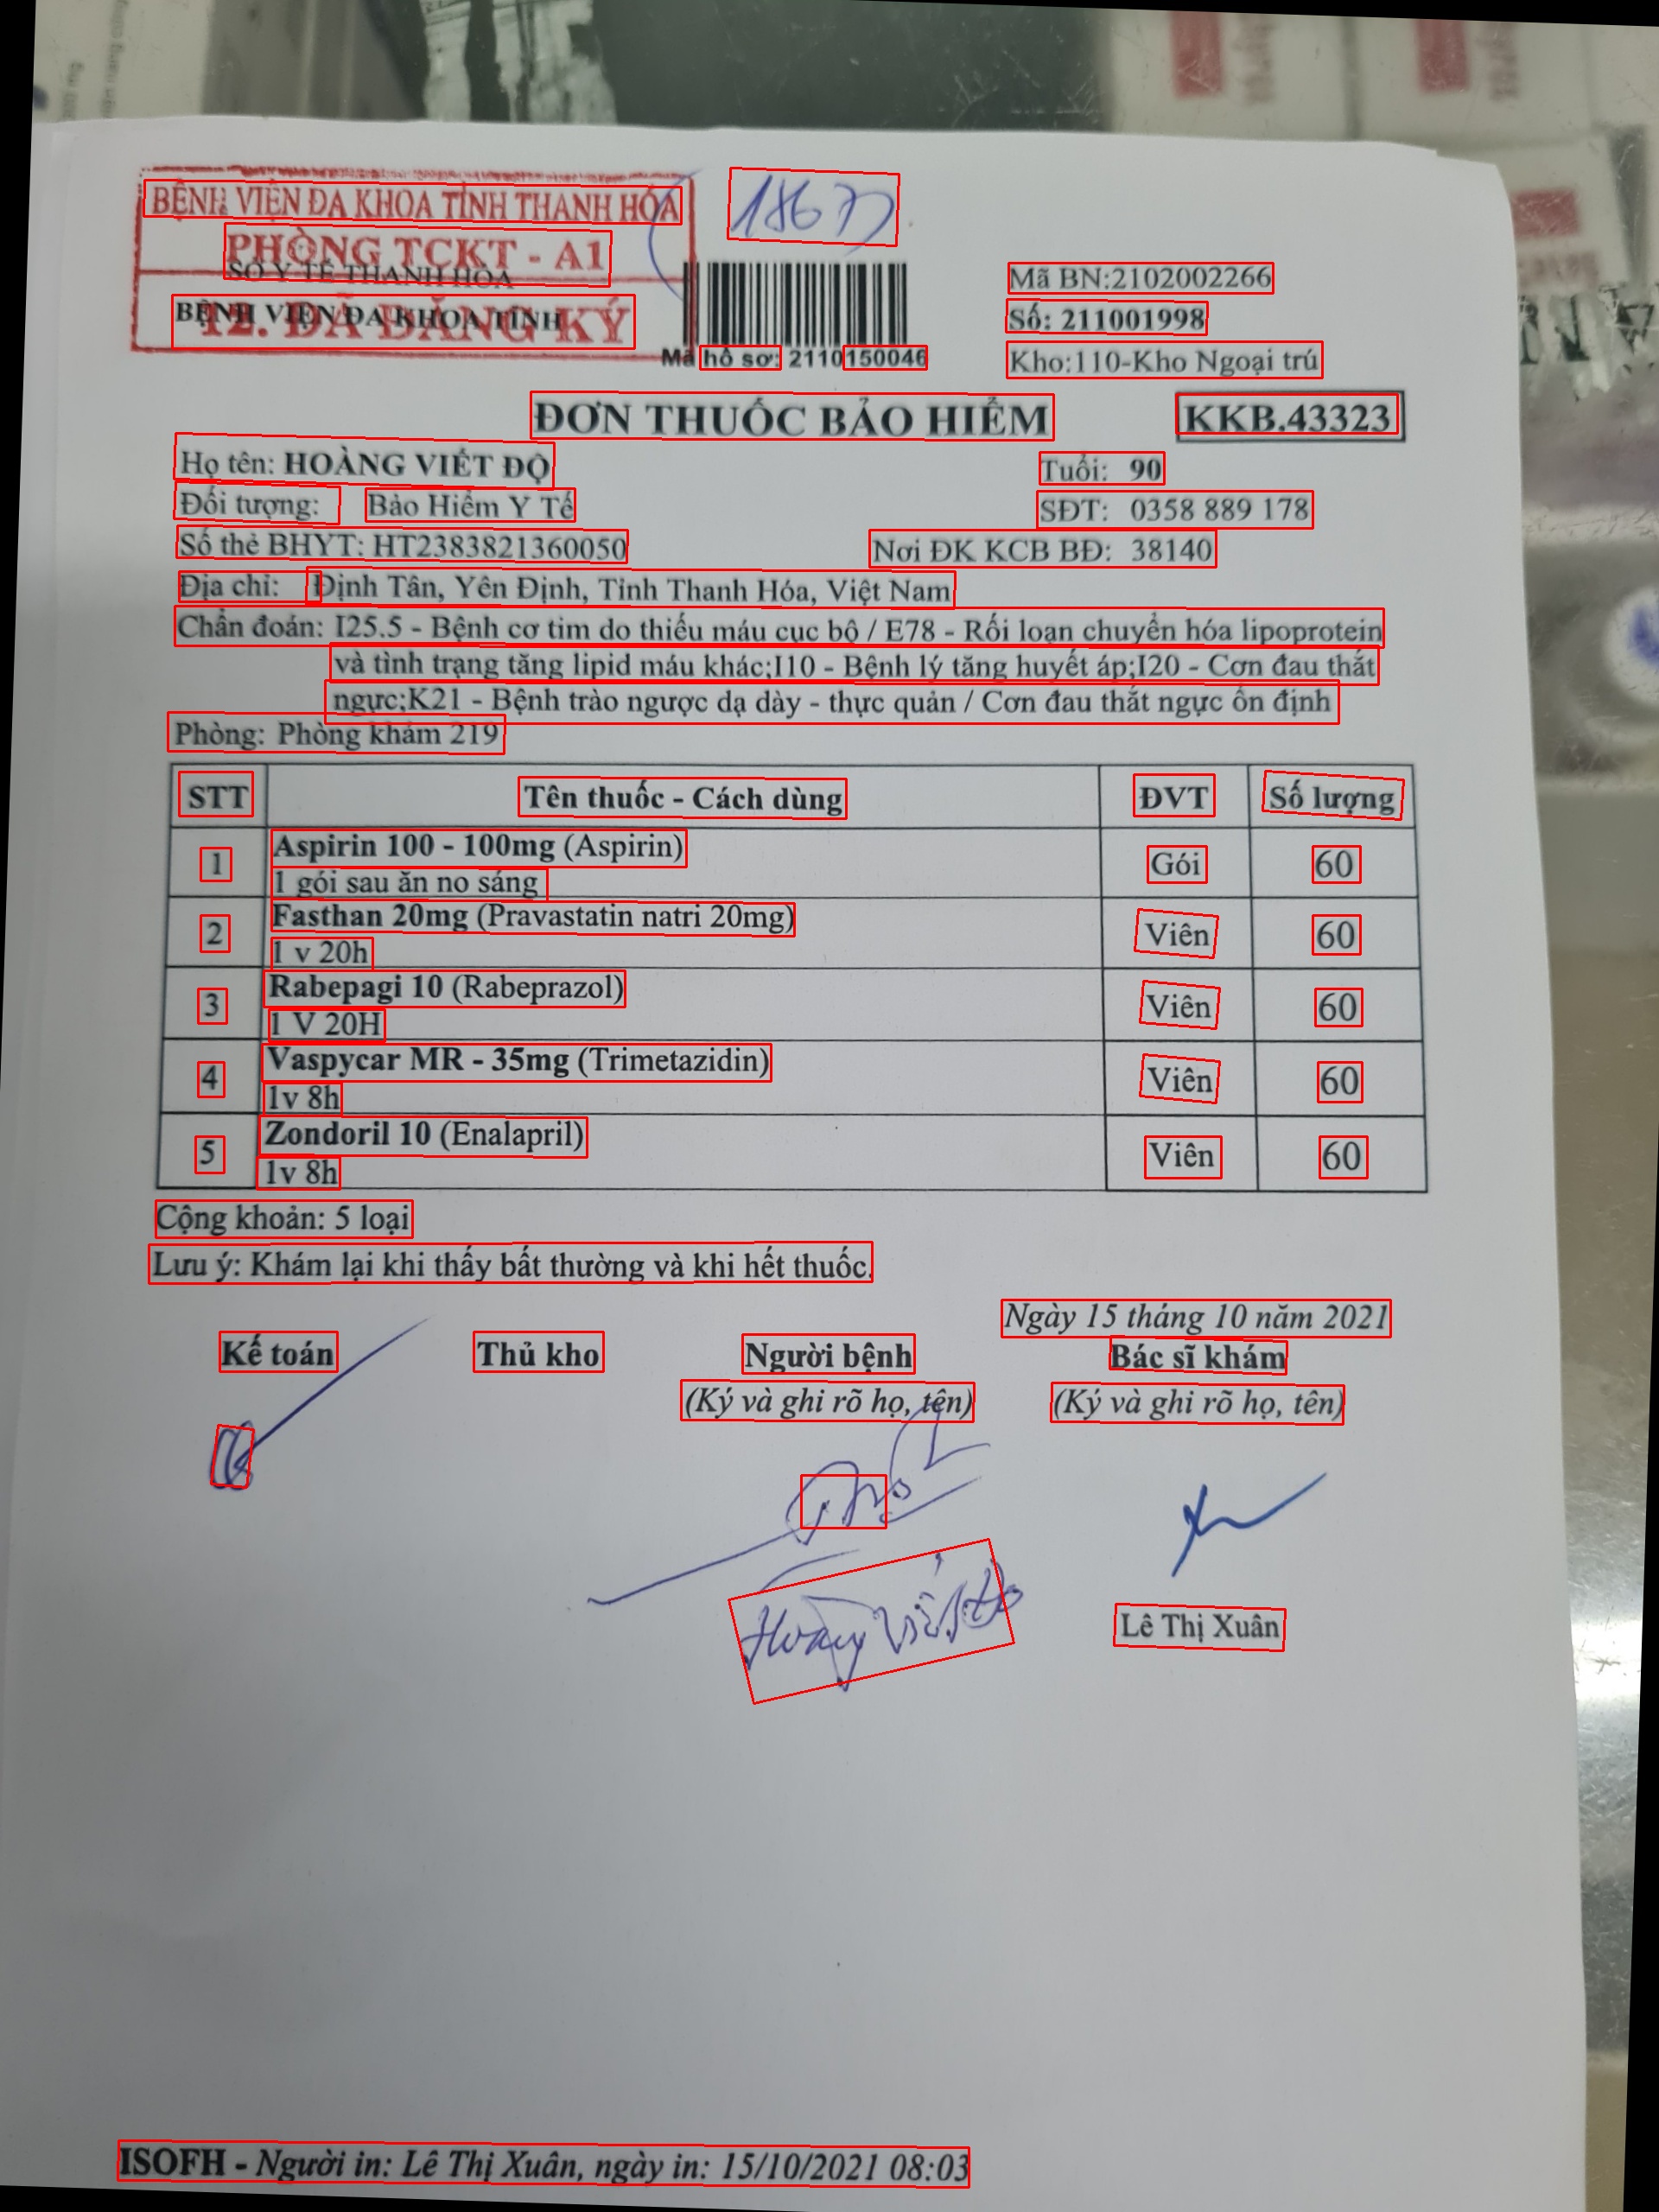 BỆNH VIỆN ĐA KHOA TỈNH THANH HÓA
PHÒNG TCKT - A1
SỞ Y TẾ THANH HÓA
BỆNH VIỆN ĐA KHOA TỈNH
12. ĐÃ ĐĂNG KÝ
Mã hồ sơ: 2110150046
Mã BN:2102002266
Số: 211001998
Kho:110-Kho Ngoại trú
ĐƠN THUỐC BẢO HIỂM
KKB.43323
Họ tên: HOÀNG VIẾT ĐỘ Tuổi: 90
Đối tượng: Bảo Hiểm Y Tế SĐT: 0358 889 178
Số thẻ BHYT: HT2383821360050 Nơi ĐK KCB BĐ: 38140
Địa chỉ: Định Tân, Yên Định, Tỉnh Thanh Hóa, Việt Nam
Chẩn đoán: I25.5 - Bệnh cơ tim do thiếu máu cục bộ / E78 - Rối loạn chuyển hóa lipoprotein
và tình trạng tăng lipid máu khác;I10 - Bệnh lý tăng huyết áp;I20 - Cơn đau thắt
ngực;K21 - Bệnh trào ngược dạ dày - thực quản / Cơn đau thắt ngực ổn định
Phòng: Phòng khám 219
STT Tên thuốc - Cách dùng ĐVT Số lượng
1 Aspirin 100 - 100mg (Aspirin) Gói 60
1 gói sau ăn no sáng
2 Fasthan 20mg (Pravastatin natri 20mg) Viên 60
1 v 20h
3 Rabepagi 10 (Rabeprazol) Viên 60
1 V 20H
4 Vaspycar MR - 35mg (Trimetazidin) Viên 60
1v 8h
5 Zondoril 10 (Enalapril) Viên 60
1v 8h
Cộng khoản: 5 loại
Lưu ý: Khám lại khi thấy bất thường và khi hết thuốc.
Ngày 15 tháng 10 năm 2021
Kế toán Thủ kho Người bệnh Bác sĩ khám
(Ký và ghi rõ họ, tên) (Ký và ghi rõ họ, tên)
Hoàng Viết Độ
Lê Thị Xuân
ISOFH - Người in: Lê Thị Xuân, ngày in: 15/10/2021 08:03